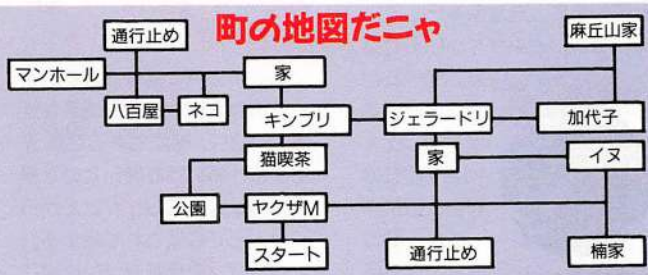 町の地図だニャ
通行止め
麻丘山家
マンホール
家
八百屋
ネコ
キンブリ
ジェラードリ
加代子
猫喫茶
家
イヌ
公園
ヤクザM
スタート
通行止め
楠家